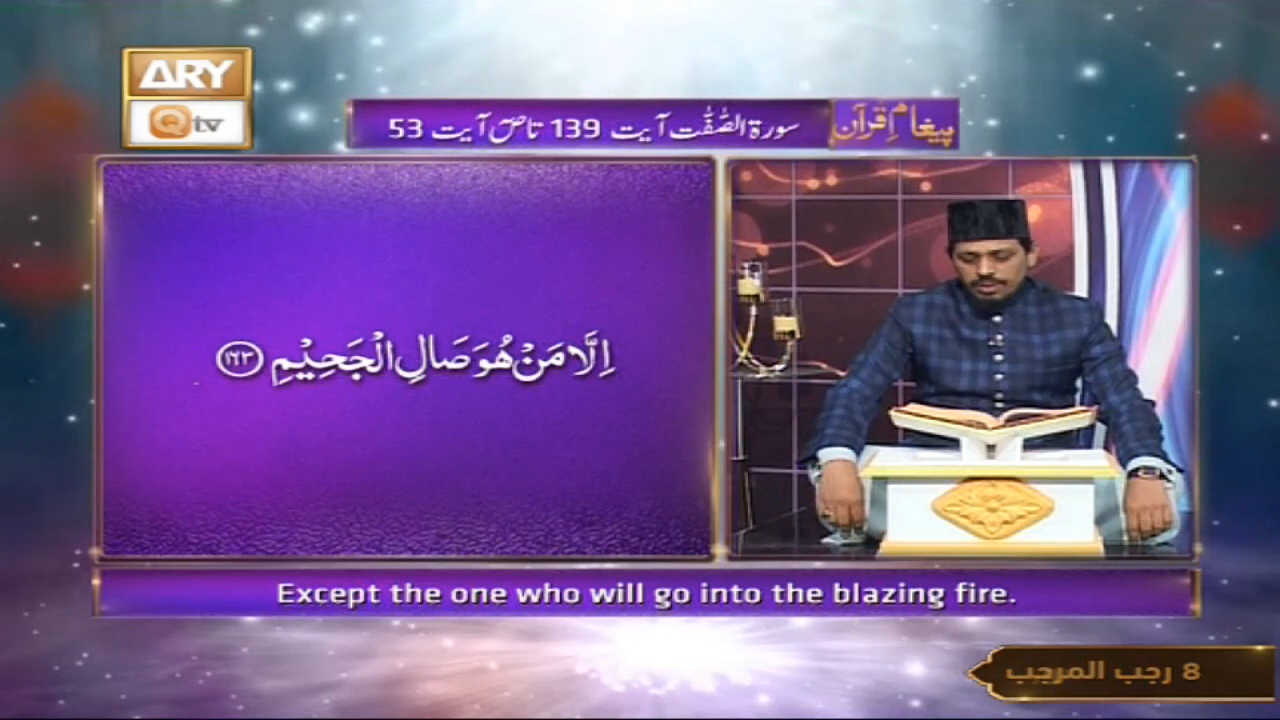 ARY
Qtv
سورۃ الصّٰفّٰت آیت 139 تا صٓ آیت 53
پیغامِ قرآن
اِلَّا مَنْ هُوَ صَالِ الْجَحِیْمِ ۝۱۶۳
Except the one who will go into the blazing fire.
8 رجب المرجب